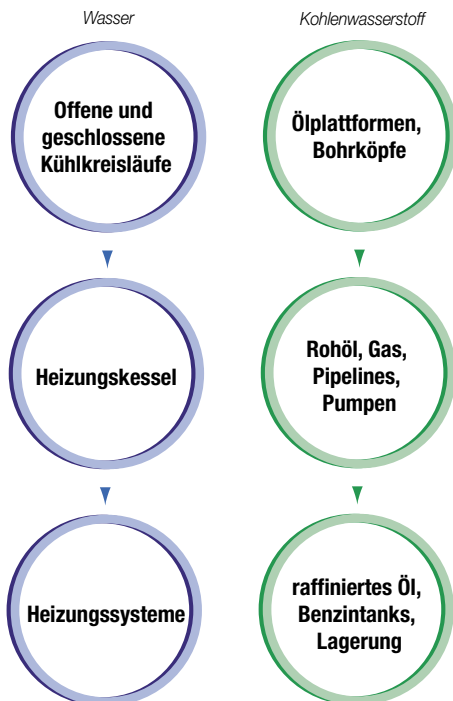 Wasser
Offene und
geschlossene
Kühlkreisläufe
Heizungskessel
Heizungssysteme
Kohlenwasserstoff
Ölplattformen,
Bohrköpfe
Rohöl, Gas,
Pipelines,
Pumpen
raffiniertes Öl,
Benzintanks,
Lagerung